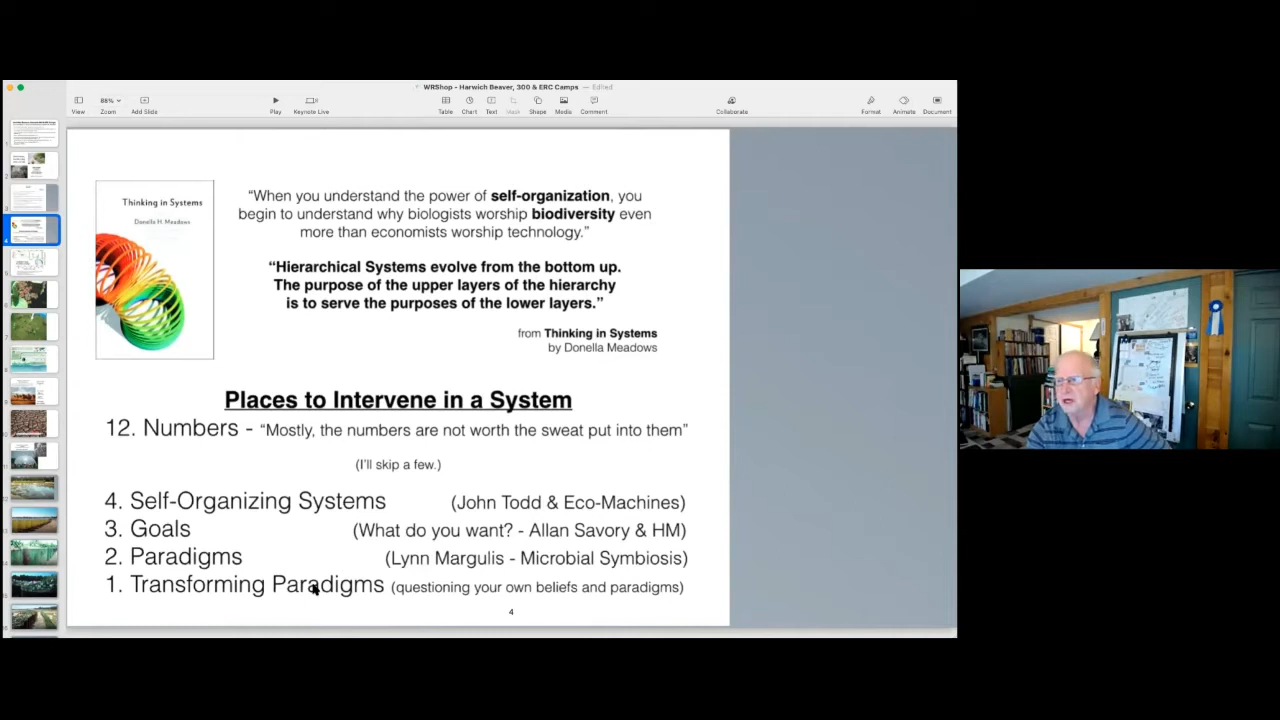 WRShop - Harwich Beaver, 300 & ERC Camps — Edited
88%
View Zoom Add Slide Play Keynote Live Table Chart Text Mask Shape Media Comment Collaborate Format Animate Document
Thinking in Systems
Donella H. Meadows
“When you understand the power of self-organization, you
begin to understand why biologists worship biodiversity even
more than economists worship technology.”
“Hierarchical Systems evolve from the bottom up.
The purpose of the upper layers of the hierarchy
is to serve the purposes of the lower layers.”
from Thinking in Systems
by Donella Meadows
Places to Intervene in a System
12. Numbers - “Mostly, the numbers are not worth the sweat put into them”
(I’ll skip a few.)
4. Self-Organizing Systems (John Todd & Eco-Machines)
3. Goals (What do you want? - Allan Savory & HM)
2. Paradigms (Lynn Margulis - Microbial Symbiosis)
1. Transforming Paradigms (questioning your own beliefs and paradigms)
4